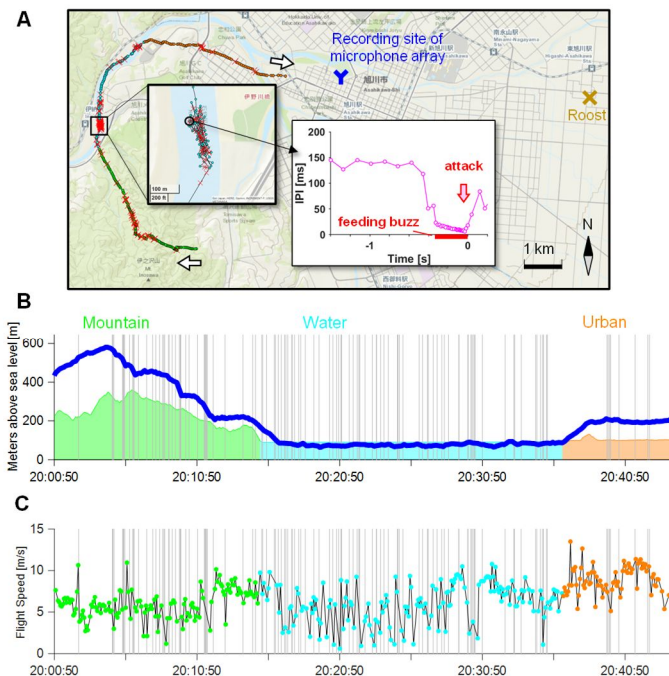 A
Recording site of
microphone array
旭川市
Roost
100 m
200 ft
IPI [ms]
200
150
100
50
0
attack
feeding buzz
-1
0
Time [s]
N
1 km
B
Mountain
Water
Urban
Meters above sea level[m]
600
400
200
0
20:00:50
20:10:50
20:20:50
20:30:50
20:40:50
C
Flight Speed [m/s]
15
10
5
0
20:00:50
20:10:50
20:20:50
20:30:50
20:40:50